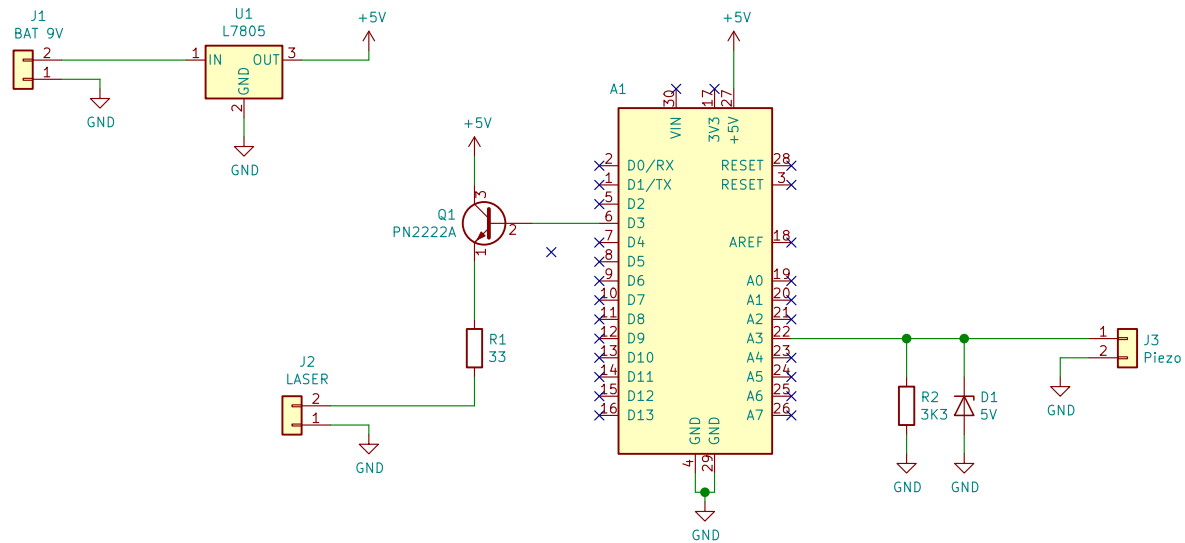 J1
BAT 9V
2
1
GND
U1
L7805
1
IN
OUT
3
GND
2
GND
+5V
+5V
3
Q1
PN2222A
2
1
R1
33
J2
LASER
2
1
GND
+5V
A1
30
17
27
VIN
3V3
+5V
2
D0/RX
1
D1/TX
5
D2
6
D3
7
D4
8
D5
9
D6
10
D7
11
D8
12
D9
13
D10
14
D11
15
D12
16
D13
RESET
28
RESET
3
AREF
18
A0
19
A1
20
A2
21
A3
22
A4
23
A5
24
A6
25
A7
26
GND
GND
4
29
GND
R2
3K3
GND
D1
5V
GND
1
2
J3
Piezo
GND